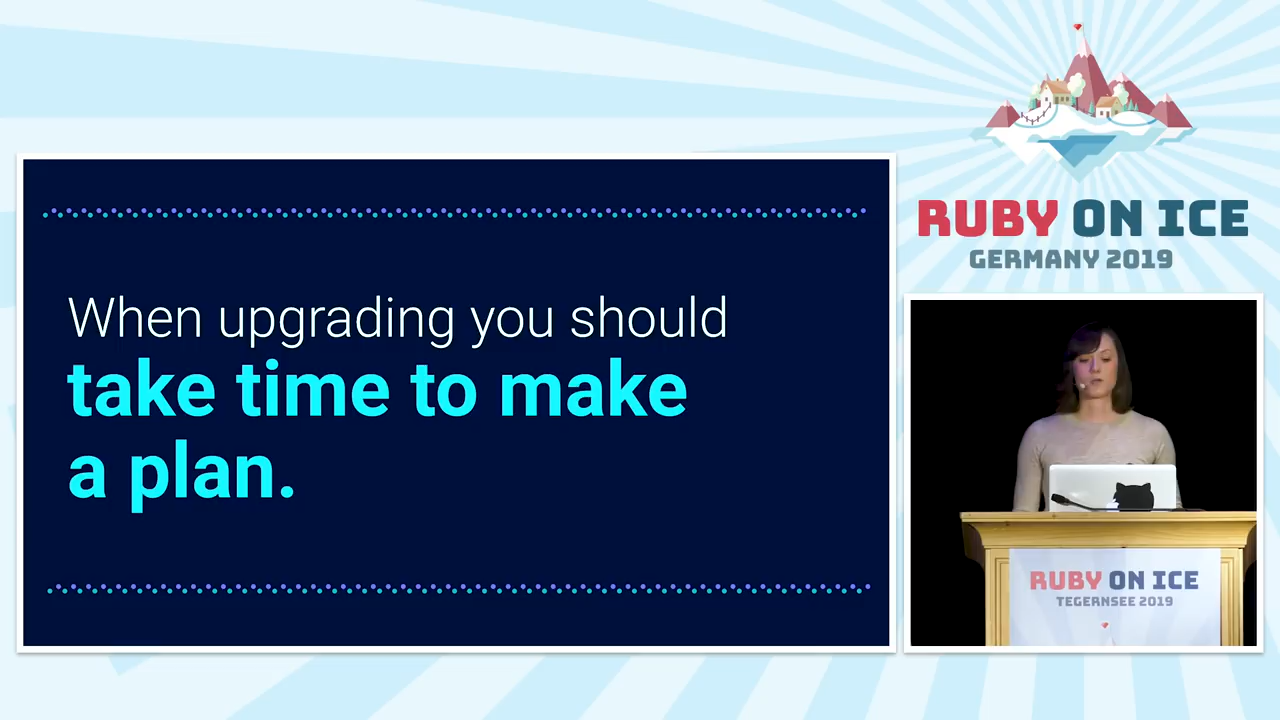 RUBY ON ICE
GERMANY 2019
When upgrading you should
take time to make
a plan.
RUBY ON ICE
TEGERNSEE 2019